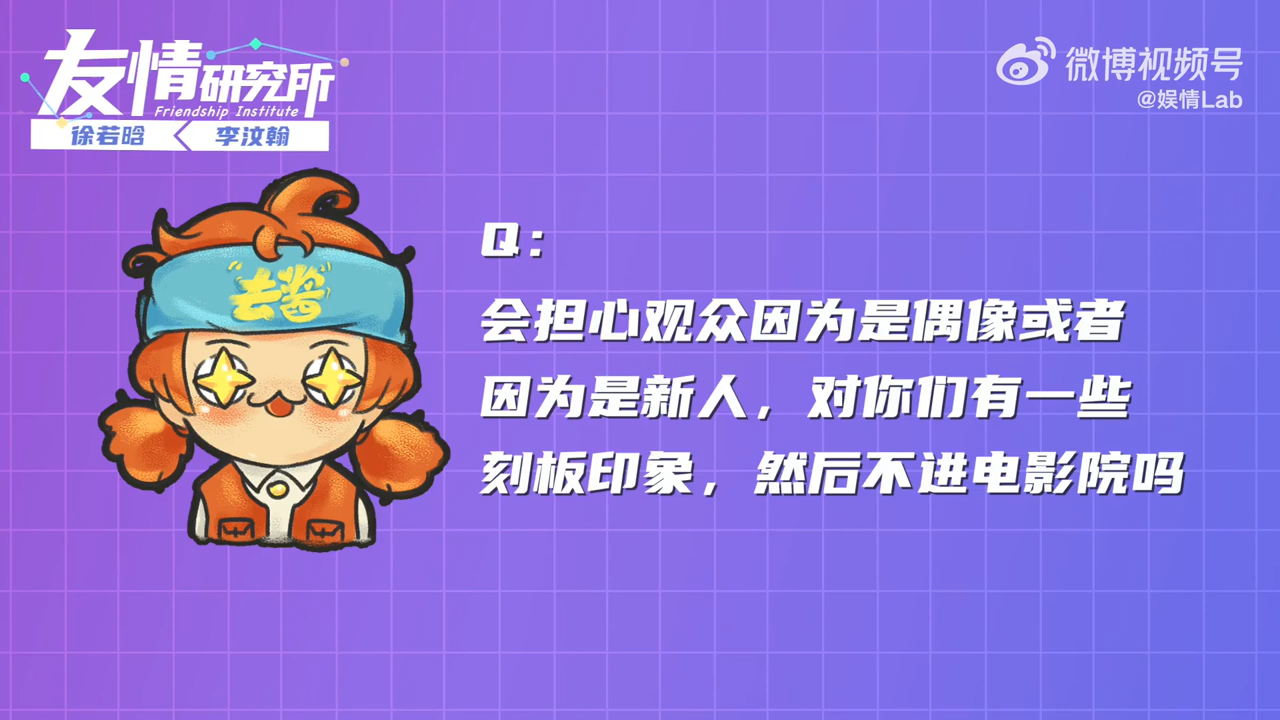 友情研究所
Friendship Institute
徐若晗 李汶翰
微博视频号
@娱情Lab
"去酱"
Q：
会担心观众因为是偶像或者
因为是新人，对你们有一些
刻板印象，然后不进电影院吗